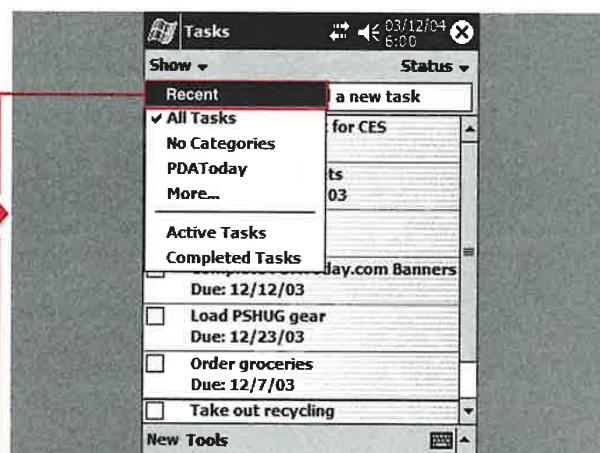 Tasks
03/12/04
6:00
Show
Status
Recent
a new task
All Tasks
for CES
No Categories
PDAToday
ts
More...
03
Active Tasks
Completed Tasks
day.com Banners
Due: 12/12/03
Load PSHUG gear
Due: 12/23/03
Order groceries
Due: 12/7/03
Take out recycling
New Tools